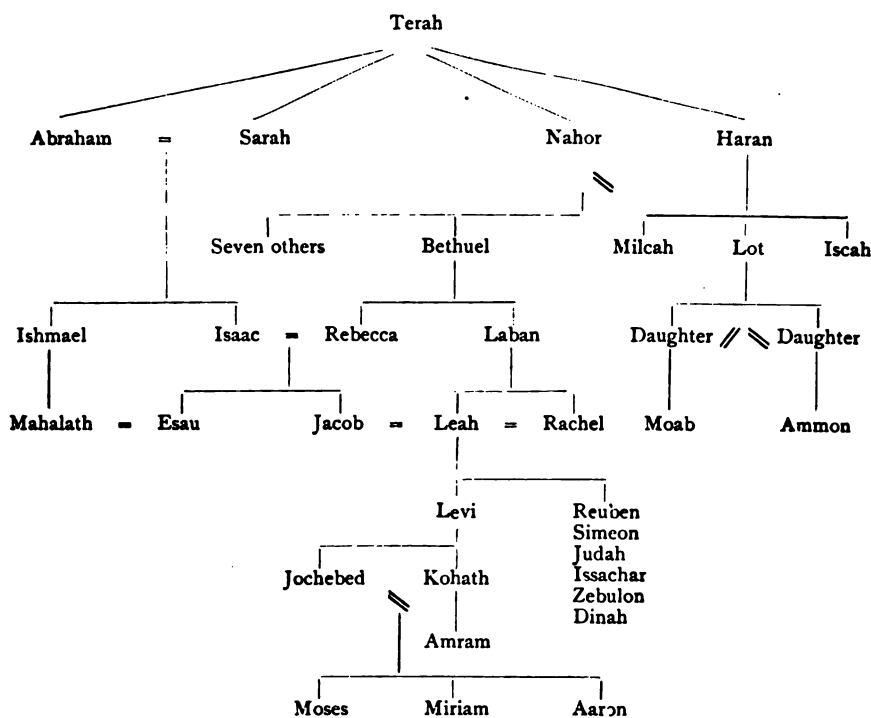 Terah
Abraham = Sarah Nahor Haran
Seven others Bethuel Milcah Lot Iscah
Ishmael Isaac = Rebecca Laban Daughter Daughter
Mahalath = Esau Jacob = Leah = Rachel Moab Ammon
Levi Reuben
Simeon
Judah
Jochebed Kohath Issachar
Zebulon
Dinah
Amram
Moses Miriam Aaron